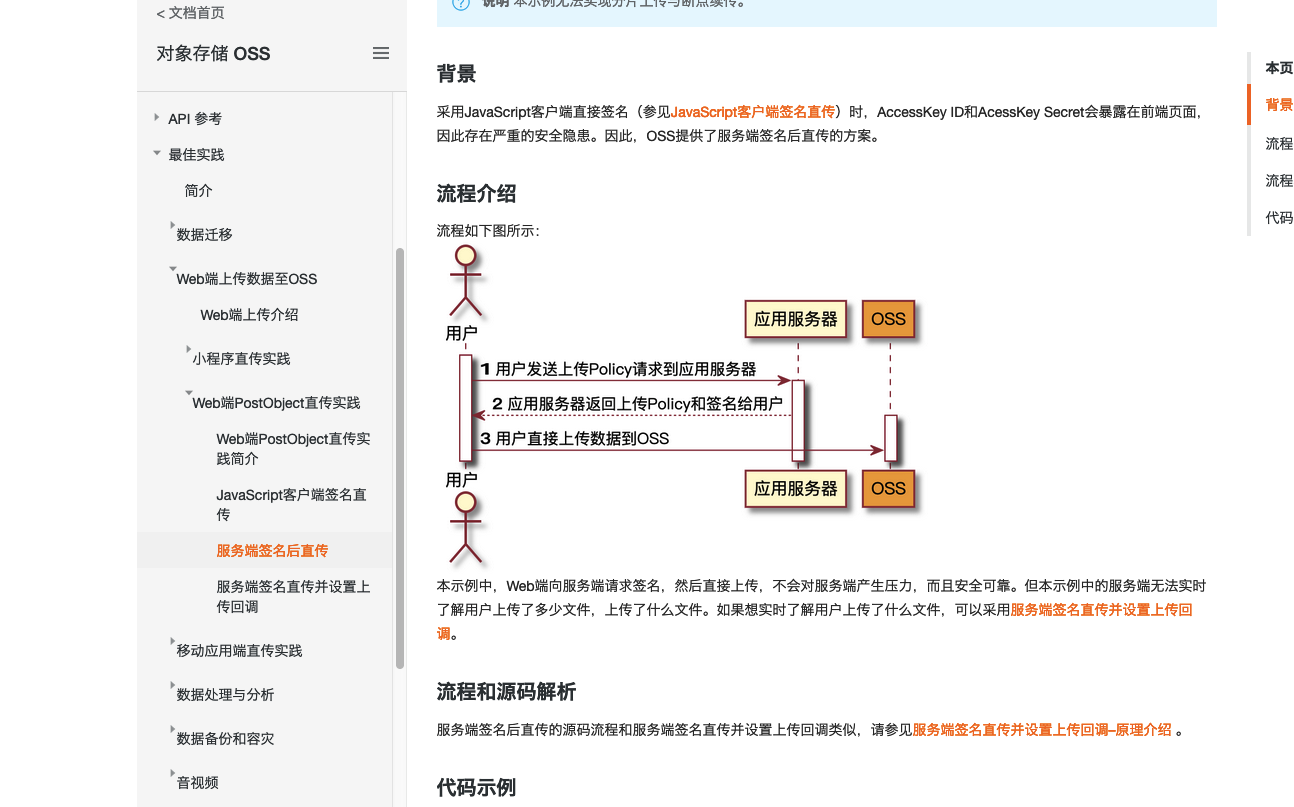 < 文档首页
对象存储 OSS
API 参考
最佳实践
简介
数据迁移
Web端上传数据至OSS
Web端上传介绍
小程序直传实践
Web端PostObject直传实践
Web端PostObject直传实
践简介
JavaScript客户端签名直
传
服务端签名后直传
服务端签名直传并设置上
传回调
移动应用端直传实践
数据处理与分析
数据备份和容灾
音视频
说明 本示例无法实现分片上传与断点续传。
背景
采用JavaScript客户端直接签名（参见JavaScript客户端签名直传）时，AccessKey ID和AcessKey Secret会暴露在前端页面，
因此存在严重的安全隐患。因此，OSS提供了服务端签名后直传的方案。
流程介绍
流程如下图所示：
用户
应用服务器
OSS
1 用户发送上传Policy请求到应用服务器
2 应用服务器返回上传Policy和签名给用户
3 用户直接上传数据到OSS
用户
应用服务器
OSS
本示例中，Web端向服务端请求签名，然后直接上传，不会对服务端产生压力，而且安全可靠。但本示例中的服务端无法实时
了解用户上传了多少文件，上传了什么文件。如果想实时了解用户上传了什么文件，可以采用服务端签名直传并设置上传回
调。
流程和源码解析
服务端签名后直传的源码流程和服务端签名直传并设置上传回调类似，请参见服务端签名直传并设置上传回调–原理介绍 。
代码示例
本页
背景
流程
流程
代码